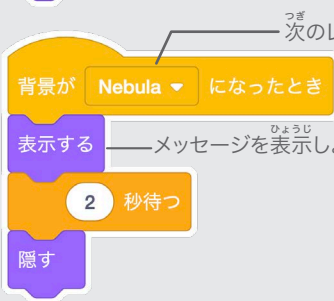 つぎ
次のレ
背景が Nebula になったとき
ひょうじ
表示する メッセージを表示し
2 秒待つ
隠す